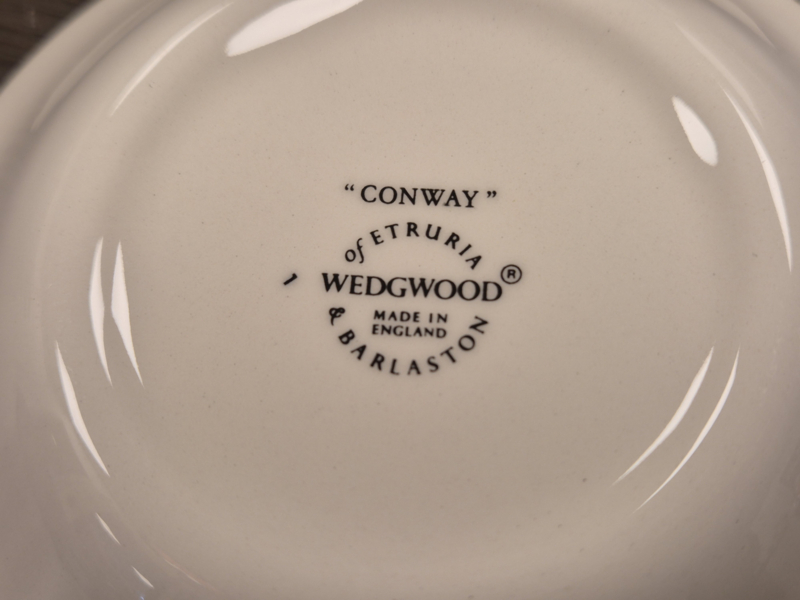 “CONWAY”
of ETRURIA
1
WEDGWOOD®
MADE IN
ENGLAND
& BARLASTON